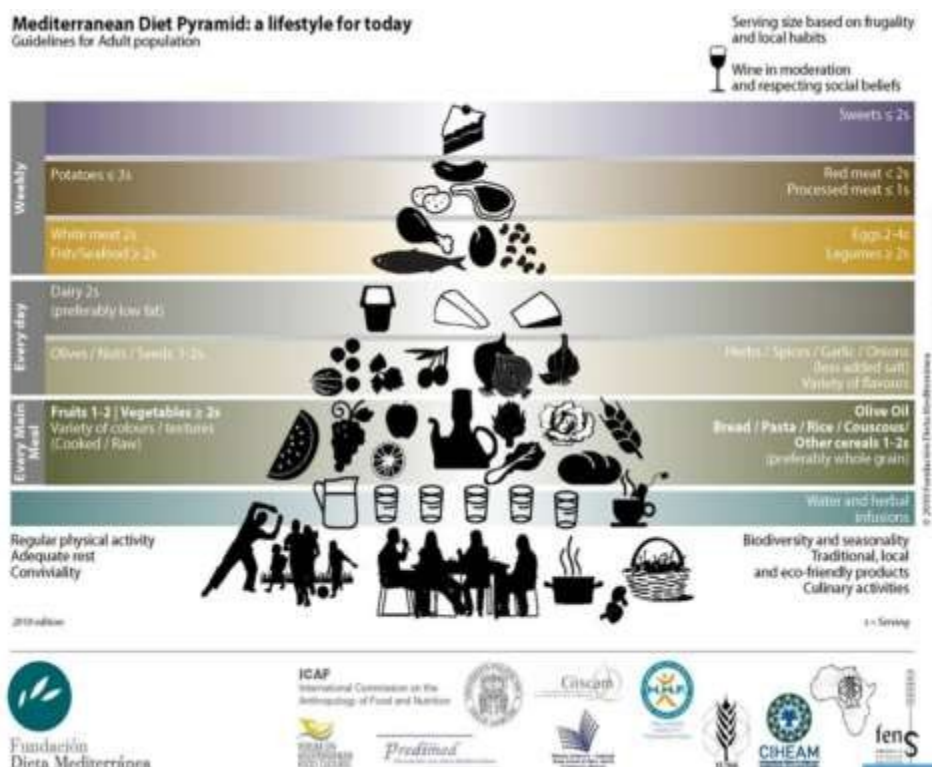 Mediterranean Diet Pyramid: a lifestyle for today
Guidelines for Adult population
Serving size based on frugality
and local habits
Wine in moderation
and respecting social beliefs
Weekly
Sweets ≤ 2s
Potatoes ≤ 3s
Red meat < 2s
Processed meat ≤ 1s
White meat 2s
Fish/Seafood ≥ 2s
Eggs 2-4s
Legumes ≥ 2s
Every day
Dairy 2s
(preferably low fat)
Olives / Nuts / Seeds 1-2s
Herbs / Spices / Garlic / Onions
(less added salt)
Variety of flavours
Every Main
Meal
Fruits 1-2 | Vegetables ≥ 2s
Variety of colours / textures
(Cooked / Raw)
Olive Oil
Bread / Pasta / Rice / Couscous/
Other cereals 1-2s
(preferably whole grain)
Water and herbal
infusions
Regular physical activity
Adequate rest
Conviviality
Biodiversity and seasonality
Traditional, local
and eco-friendly products
Culinary activities
2010 edition
s = Serving
© 2010 Fundación Dieta Mediterránea
Fundación
Dieta Mediterránea
ICAF
International Commission on the
Anthropology of Food and Nutrition
Predimed
Ciiscam
CIHEAM
fens